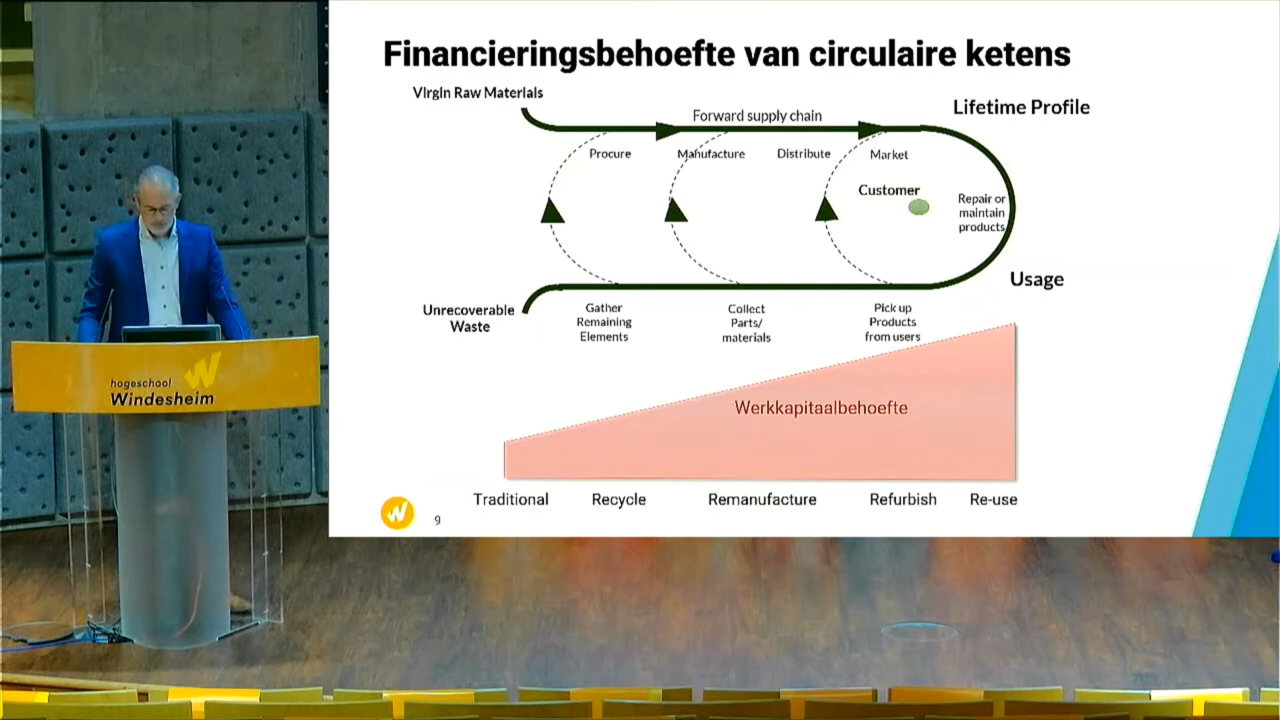 Financieringsbehoefte van circulaire ketens
VIrgin Raw Materials
Forward supply chain
Lifetime Profile
Procure
Manufacture
Distribute
Market
Customer
Repair or
maintain
products
Usage
Unrecoverable
Waste
Gather
Remaining
Elements
Collect
Parts/
materials
Pick up
Products
from users
Werkkapitaalbehoefte
Traditional
Recycle
Remanufacture
Refurbish
Re-use
9
hogeschool
Windesheim